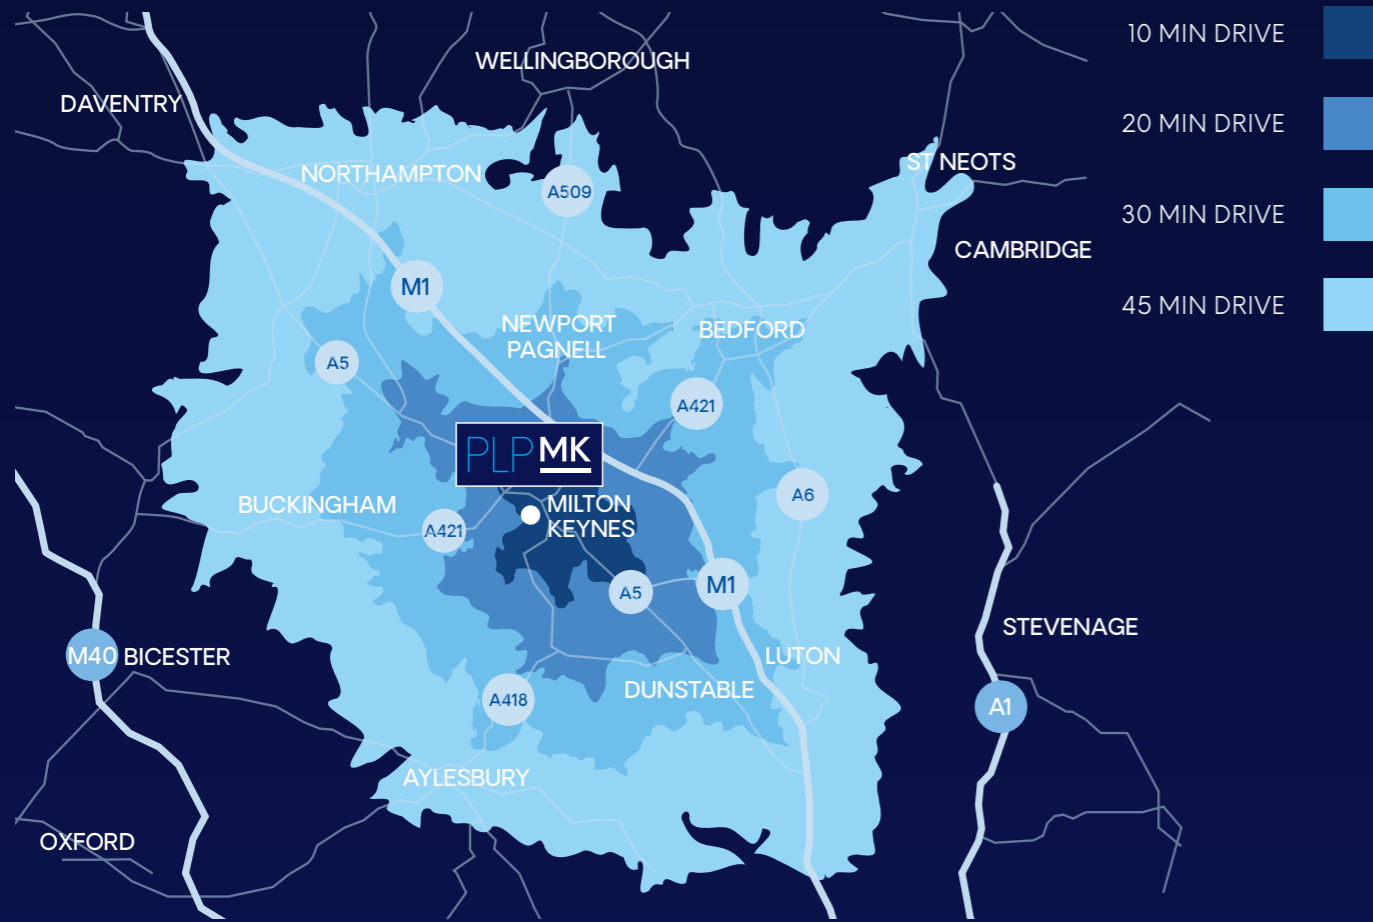 10 MIN DRIVE
WELLINGBOROUGH
DAVENTRY
20 MIN DRIVE
ST NEOTS
NORTHAMPTON
A509
30 MIN DRIVE
CAMBRIDGE
M1
45 MIN DRIVE
NEWPORT
PAGNELL
BEDFORD
A5
A421
PLP MK
A6
BUCKINGHAM
MILTON
KEYNES
A421
A5
M1
STEVENAGE
M40
BICESTER
LUTON
DUNSTABLE
A418
A1
AYLESBURY
OXFORD